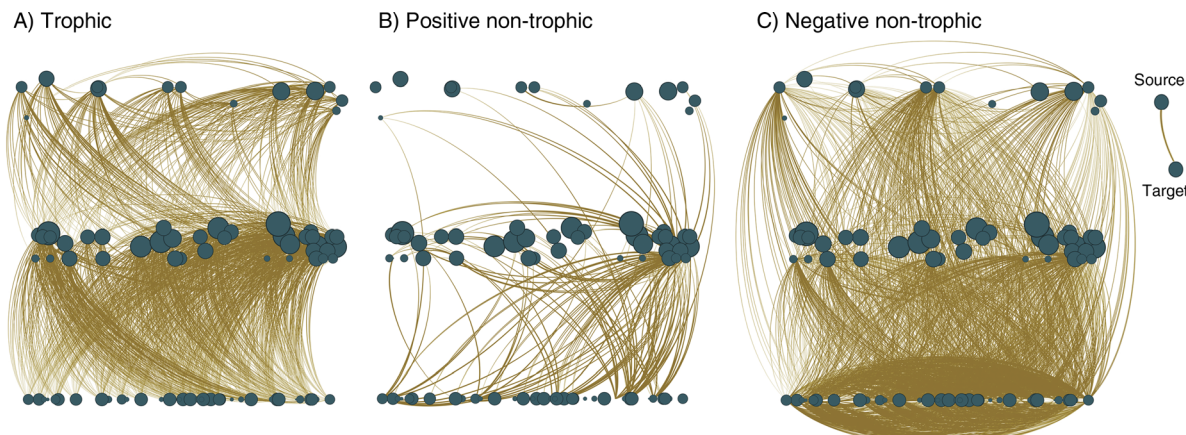 A) Trophic
B) Positive non-trophic
C) Negative non-trophic
Source
Target